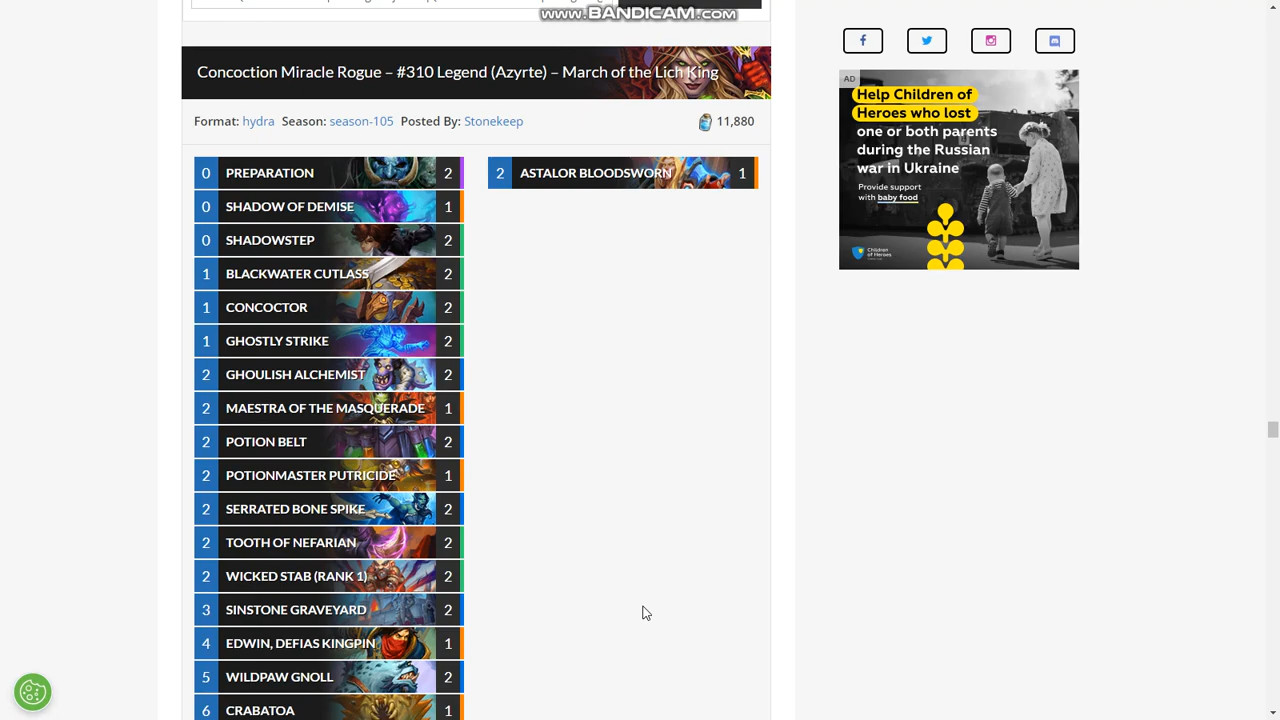 www.BANDICAM.com
Concoction Miracle Rogue – #310 Legend (Azyrte) – March of the Lich King
Format: hydra Season: season-105 Posted By: Stonekeep 11,880
0 PREPARATION 2
0 SHADOW OF DEMISE 1
0 SHADOWSTEP 2
1 BLACKWATER CUTLASS 2
1 CONCOCTOR 2
1 GHOSTLY STRIKE 2
2 GHOULISH ALCHEMIST 2
2 MAESTRA OF THE MASQUERADE 1
2 POTION BELT 2
2 POTIONMASTER PUTRICIDE 1
2 SERRATED BONE SPIKE 2
2 TOOTH OF NEFARIAN 2
2 WICKED STAB (RANK 1) 2
3 SINSTONE GRAVEYARD 2
4 EDWIN, DEFIAS KINGPIN 1
5 WILDPAW GNOLL 2
6 CRABATOA 1
2 ASTALOR BLOODSWORN 1
AD
Help Children of
Heroes who lost
one or both parents
during the Russian
war in Ukraine
Provide support
with baby food
Children
of Heroes